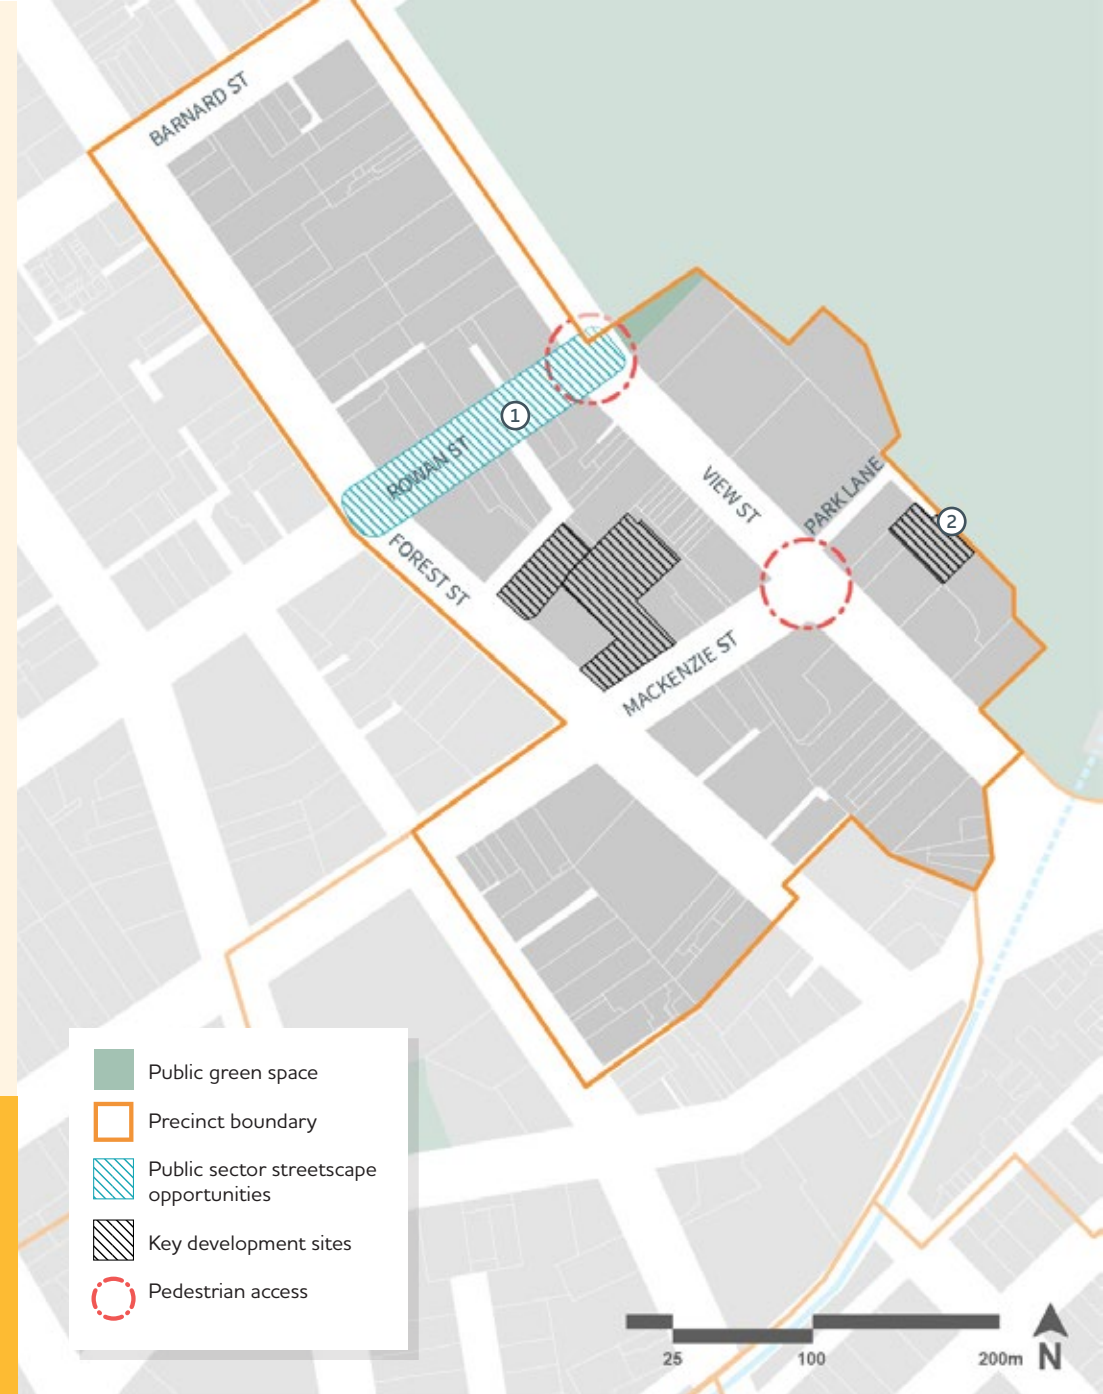 BARNARD ST
1
ROWAN ST
VIEW ST
PARK LANE
2
FOREST ST
MACKENZIE ST
Public green space
Precinct boundary
Public sector streetscape
opportunities
Key development sites
Pedestrian access
25 100 200m N